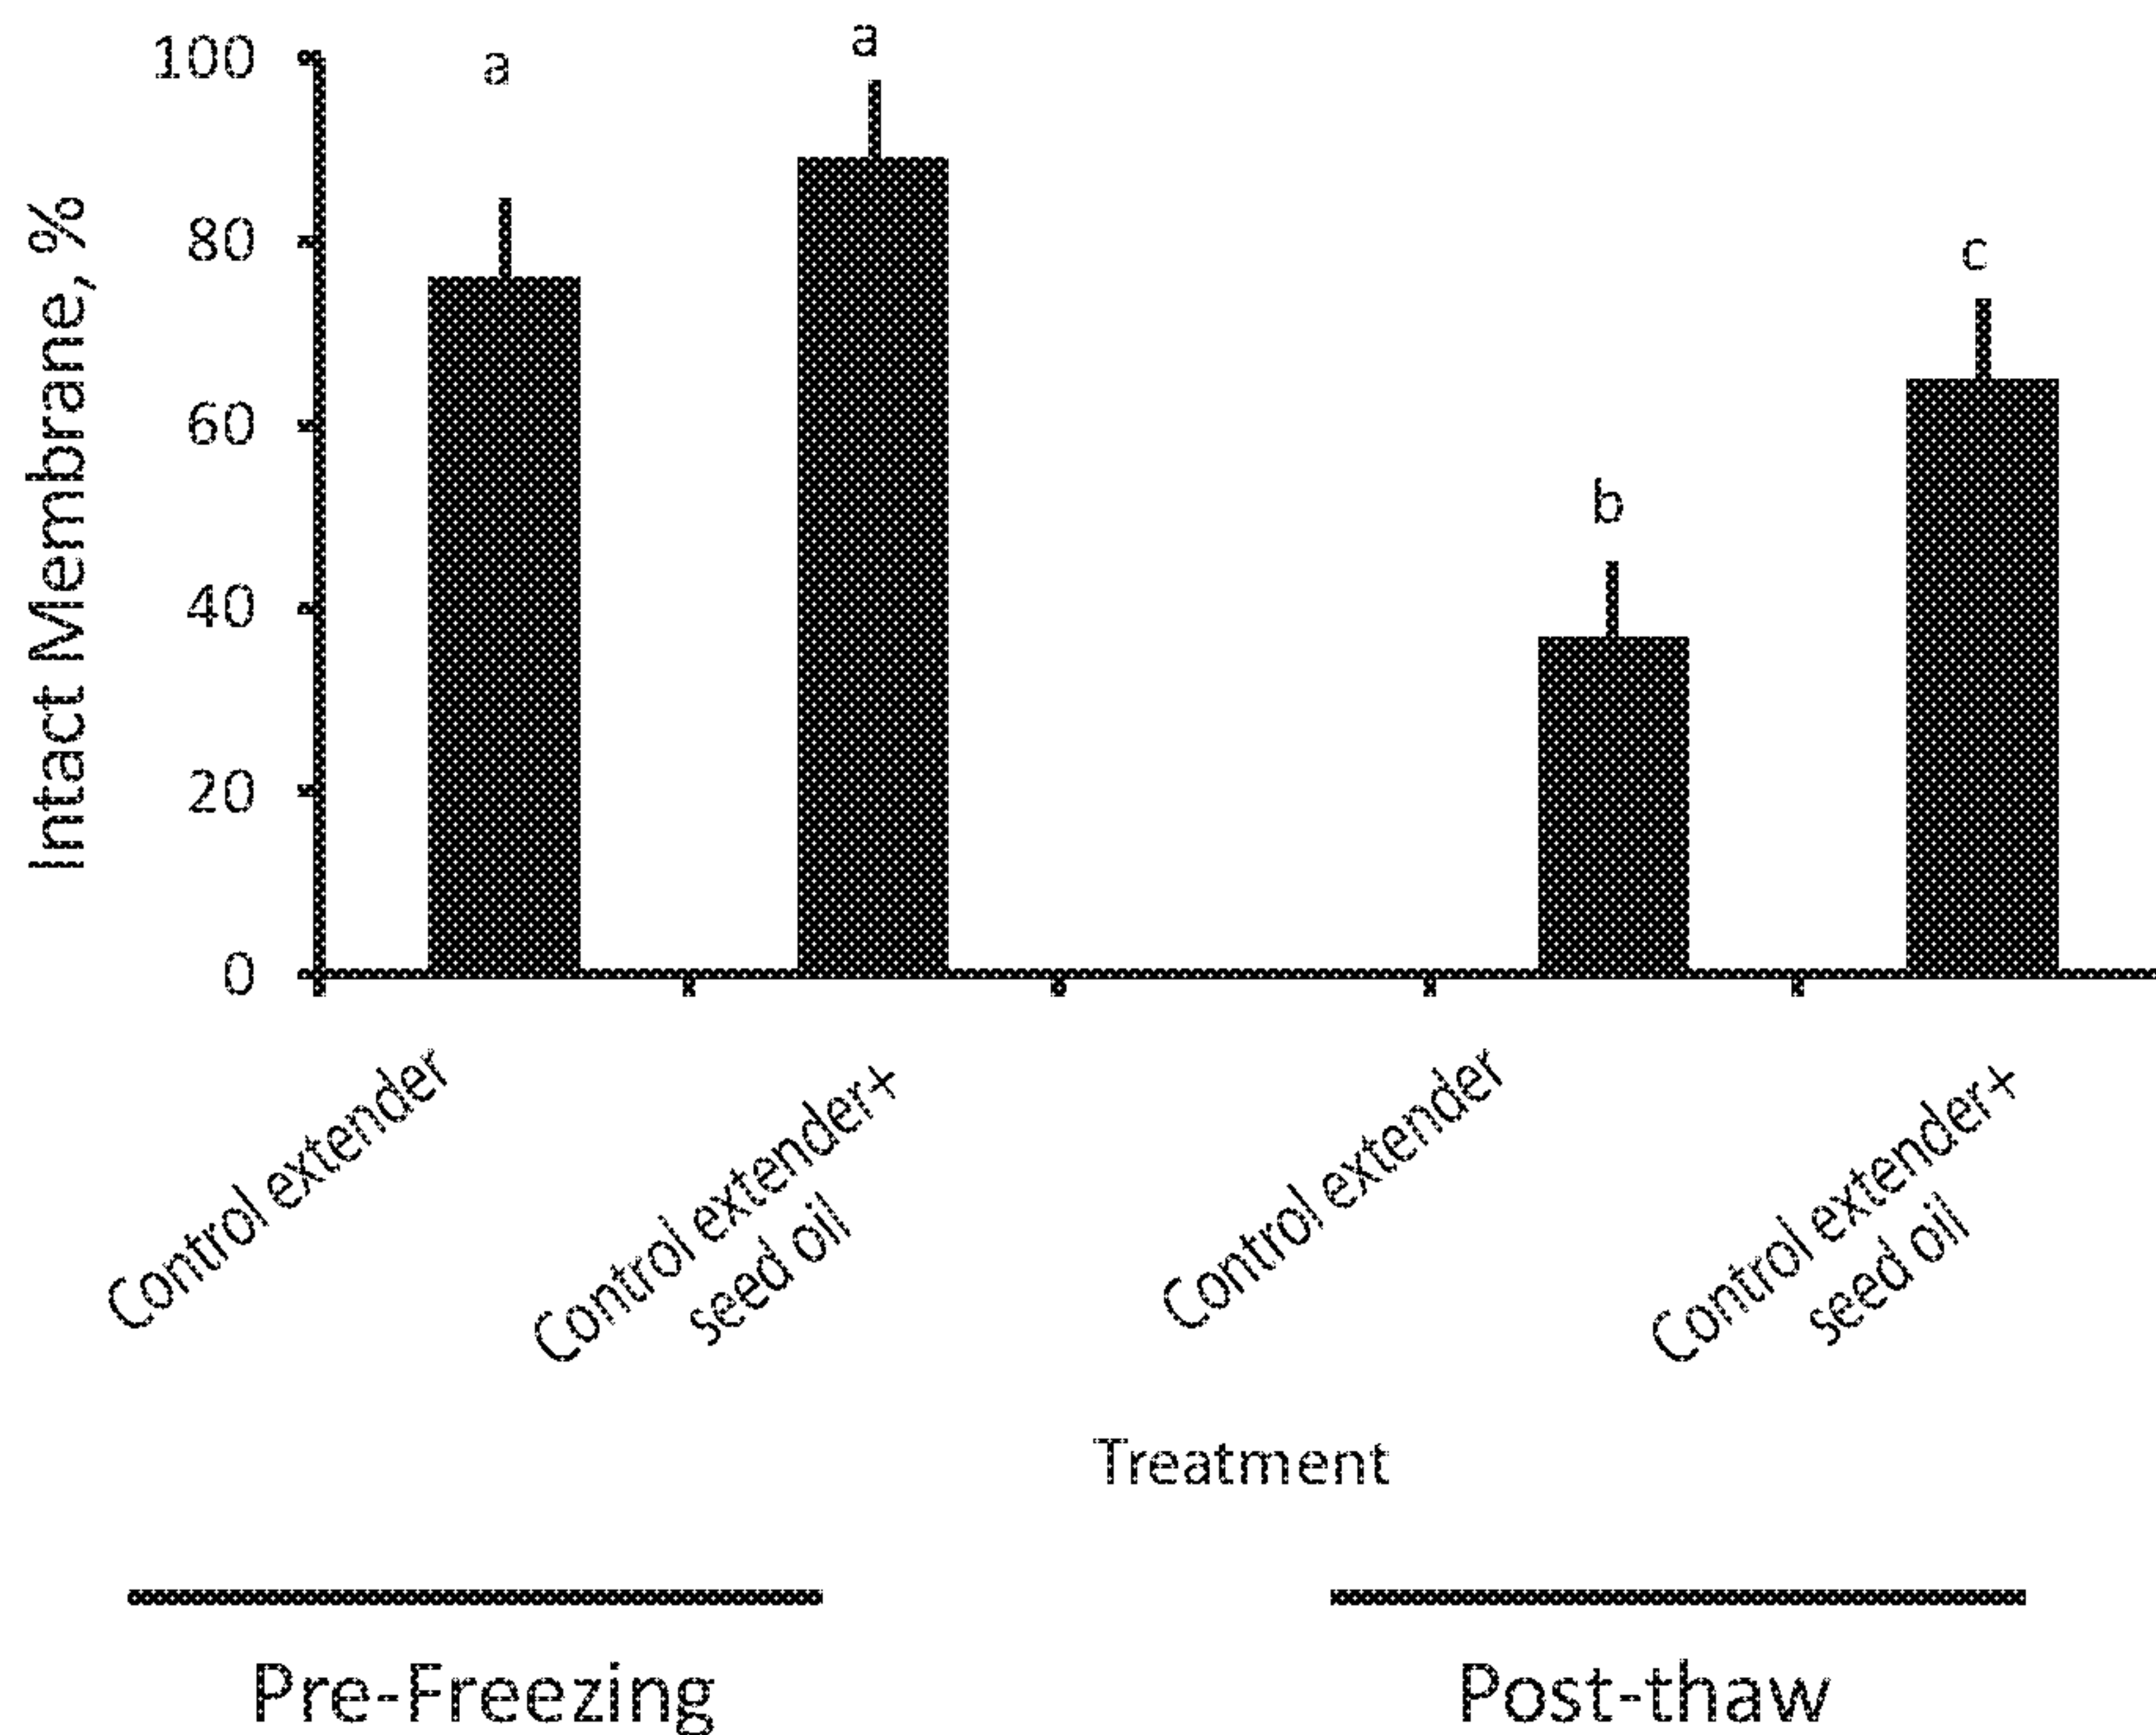 Intact Membrane, %
100
80
60
40
20
0
a
a
b
c
Control extender
Control extender+
seed oil
Control extender
Control extender+
seed oil
Treatment
Pre-Freezing
Post-thaw